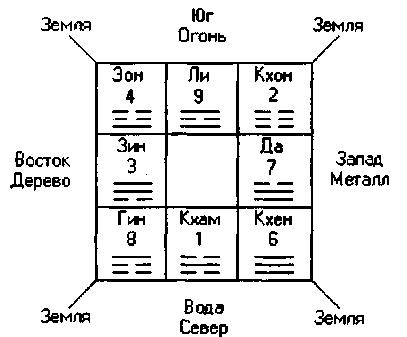 Юг
Огонь
Земля
Земля
Зон
4
Ли
9
Кхон
2
Восток
Дерево
Зин
3
Да
7
Запад
Металл
Гин
8
Кхам
1
Кхен
6
Земля
Земля
Вода
Север